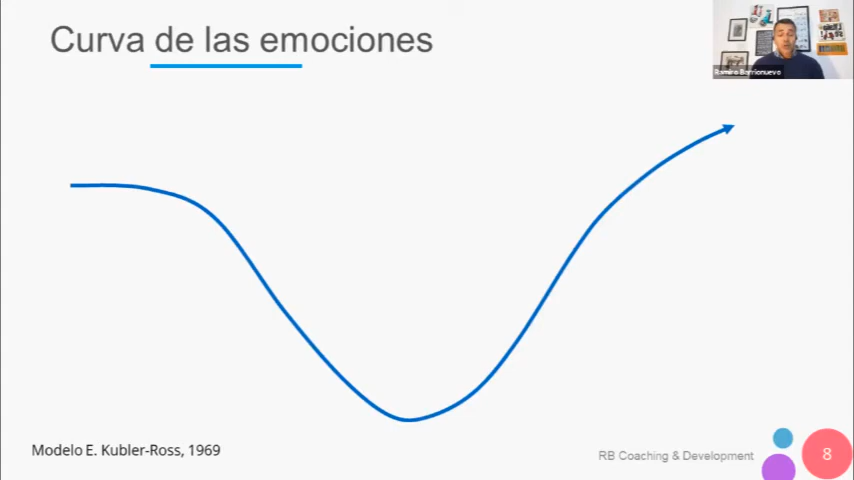 Curva de las emociones
Ramiro Barrionuevo
Modelo E. Kubler-Ross, 1969
RB Coaching & Development
8